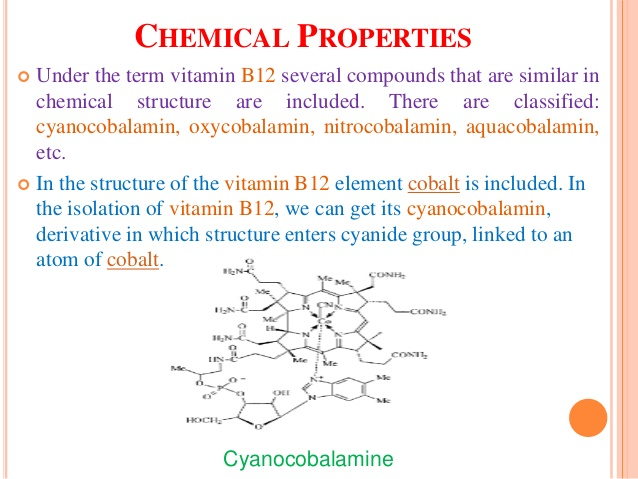 CHEMICAL PROPERTIES
Under the term vitamin B12 several compounds that are similar in
chemical structure are included. There are classified:
cyanocobalamin, oxycobalamin, nitrocobalamin, aquacobalamin,
etc.
In the structure of the vitamin B12 element cobalt is included. In
the isolation of vitamin B12, we can get its cyanocobalamin,
derivative in which structure enters cyanide group, linked to an
atom of cobalt.
H₂N-C
O
CONH₂
Me
Me
H₂N-C
O
CN
N
N
CONH₂
Me
Co
H
N
N
H₂N-C
O
CONH₂
Me
Me
O
O⁻
P
O
O
OH
N⁺
N
Me
Me
HOCH₂
O
Cyanocobalamine